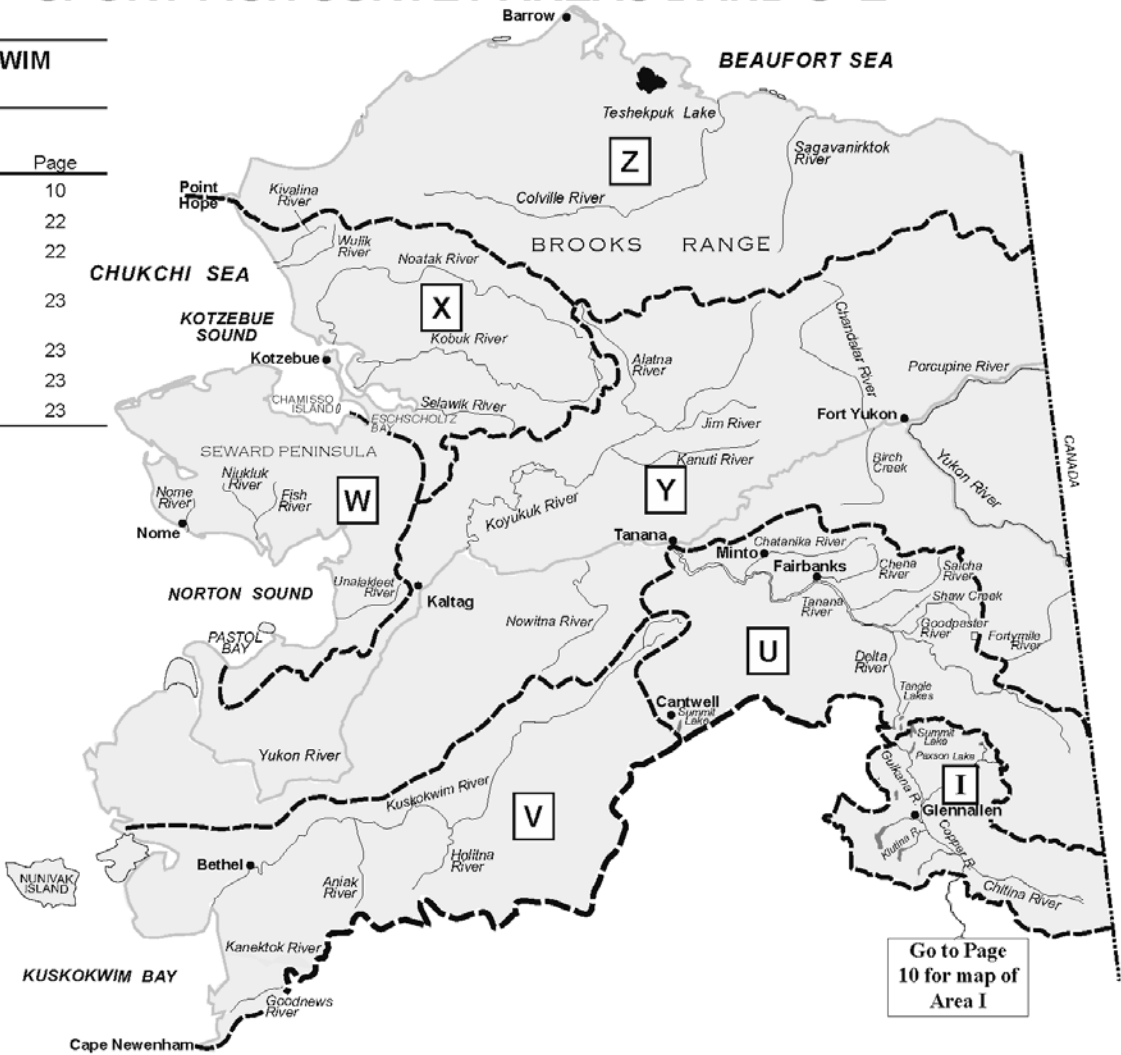 WIM
Page
10
22
22
23
23
23
23
Barrow
BEAUFORT SEA
Teshekpuk Lake
Z
Sagavanirktok
River
Colville River
Point
Hope
Kivalina
River
Wulik
River
BROOKS RANGE
Noatak River
CHUKCHI SEA
X
KOTZEBUE
SOUND
Kobuk River
Kotzebue
Alatna
River
Chandalar River
Porcupine River
CHAMISSO
ISLAND
ESCHSCHOLTZ
BAY
Selawik River
Jim River
Fort Yukon
CANADA
SEWARD PENINSULA
Kanuti River
Birch
Creek
Yukon River
Niukluk
River
Fish
River
Nome
River
W
Y
Koyukuk River
Nome
Tanana
Minto
Chatanika River
Fairbanks
Chena
River
Salcha
River
Unalakleet
River
NORTON SOUND
Kaltag
Tanana
River
Shaw Creek
Nowitna River
Goodpaster
River
Fortymile
River
PASTOL
BAY
U
Delta
River
Tangle
Lakes
Cantwell
Summit
Lake
Summit
Lake
Paxson Lake
Yukon River
Gulkana R.
I
Kuskokwim River
V
Glennallen
Klutina R.
Copper R.
Holitna
River
Bethel
Aniak
River
NUNIVAK
ISLAND
Chitina River
Kanektok River
KUSKOKWIM BAY
Go to Page
10 for map of
Area I
Goodnews
River
Cape Newenham